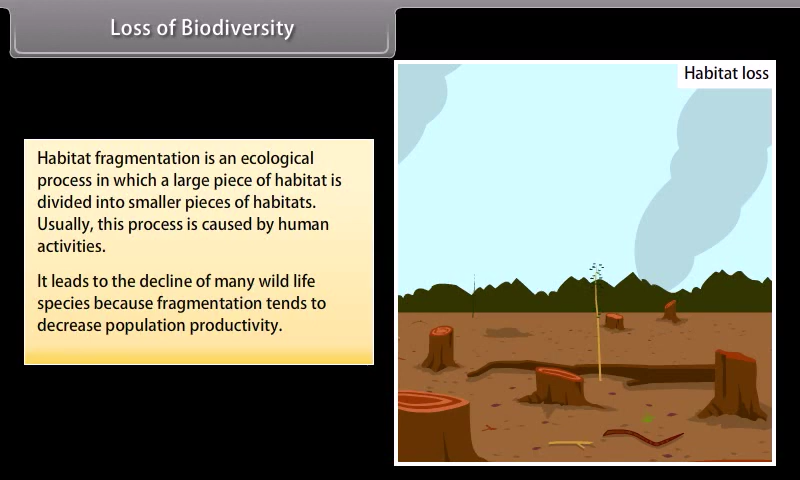 Loss of Biodiversity
Habitat loss
Habitat fragmentation is an ecological
process in which a large piece of habitat is
divided into smaller pieces of habitats.
Usually, this process is caused by human
activities.
It leads to the decline of many wild life
species because fragmentation tends to
decrease population productivity.